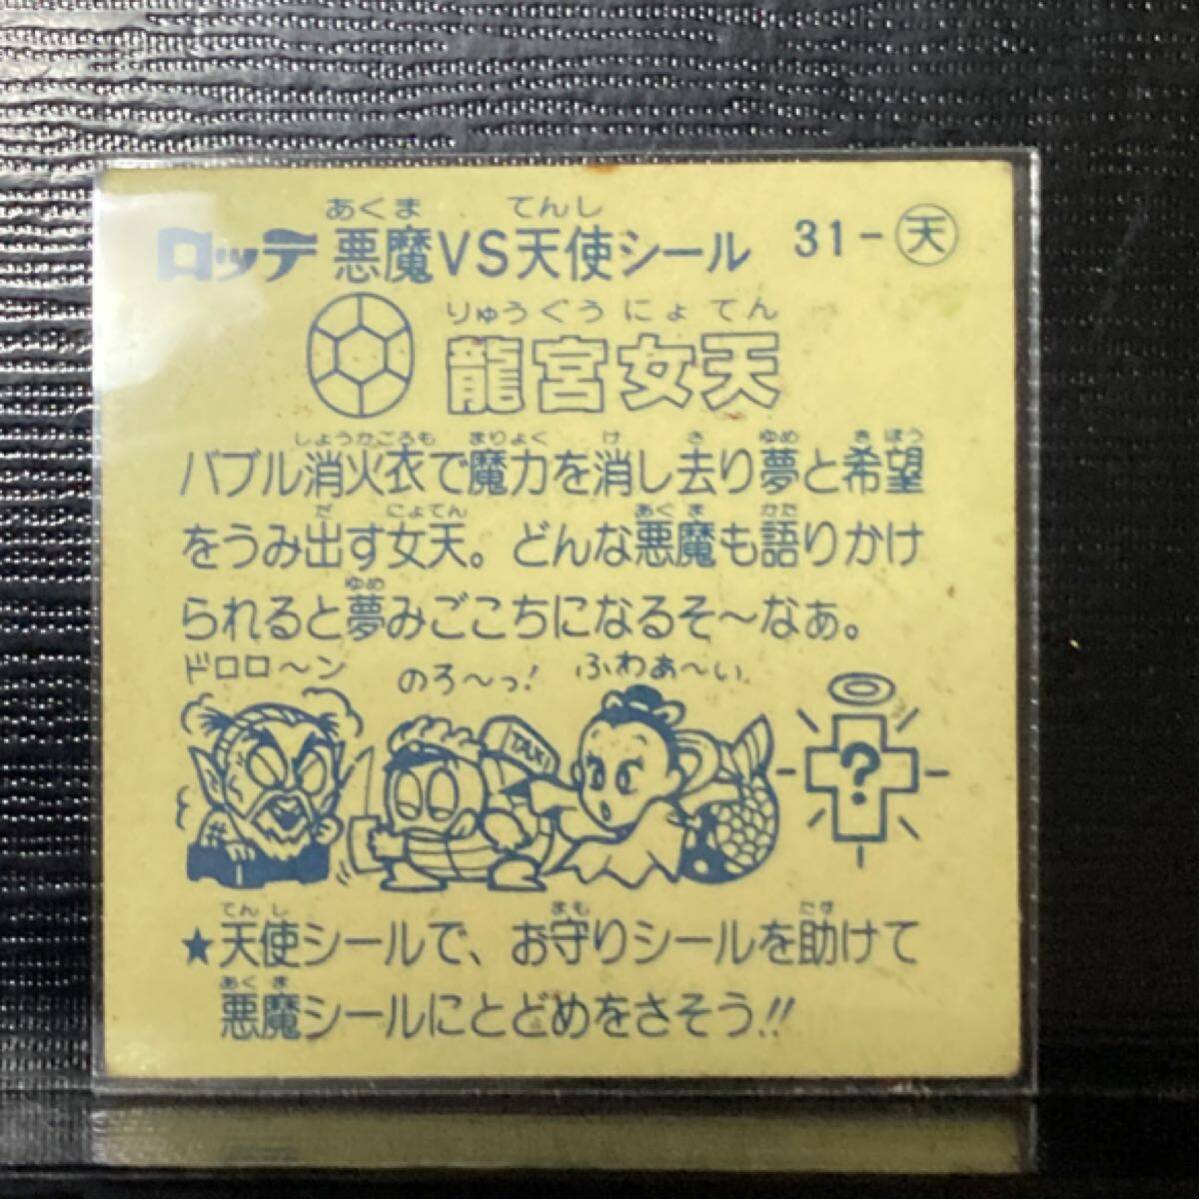 あくま てんし
ロッテ 悪魔VS天使シール 31-天
りゅうぐうにょてん
龍宮女天
しょうかごろも まりょく け さ ゆめ きぼう
バブル消火衣で魔力を消し去り夢と希望
だ にょてん あくま かた
をうみ出す女天。どんな悪魔も語りかけ
ゆめ
られると夢みごこちになるそ〜なぁ。
ドロロ〜ン のろ〜っ! ふわぁ〜い
TAXI
?
てんし まも たす
★天使シールで、お守りシールを助けて
あくま
悪魔シールにとどめをさそう!!